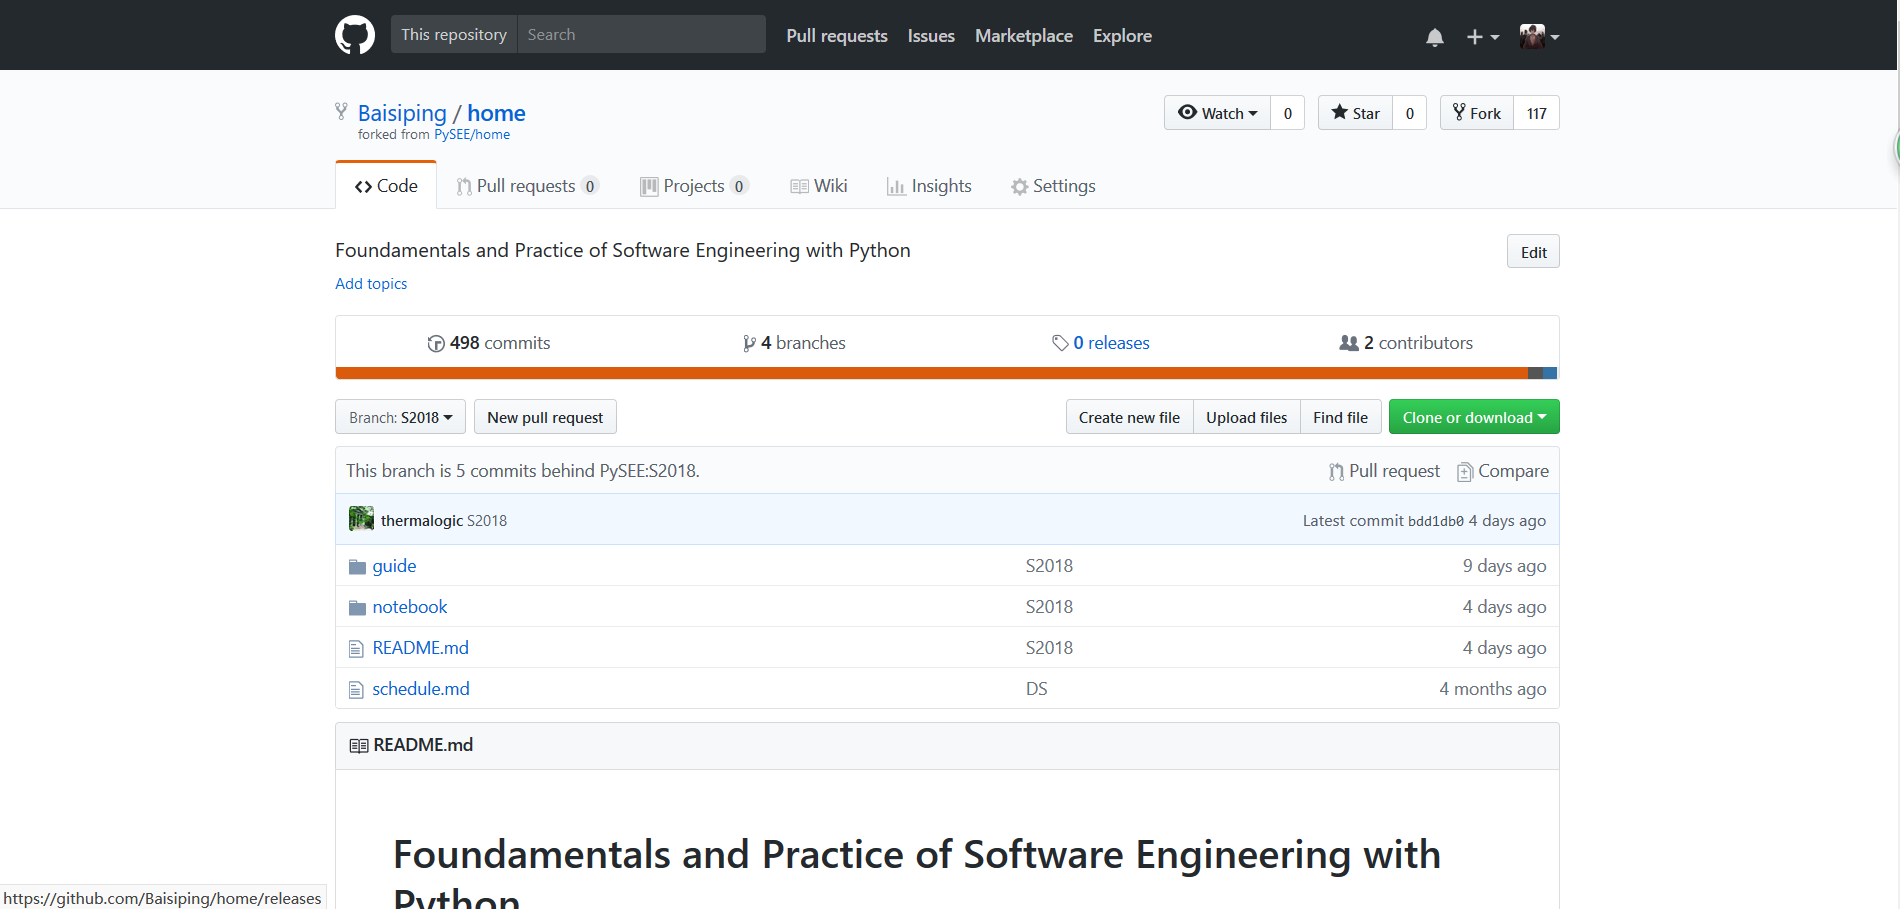 This repository Search Pull requests Issues Marketplace Explore
Baisiping / home Watch 0 Star 0 Fork 117
forked from PySEE/home
Code Pull requests 0 Projects 0 Wiki Insights Settings
Foundamentals and Practice of Software Engineering with Python Edit
Add topics
498 commits 4 branches 0 releases 2 contributors
Branch: S2018 New pull request Create new file Upload files Find file Clone or download
This branch is 5 commits behind PySEE:S2018. Pull request Compare
thermalogic S2018 Latest commit bdd1db0 4 days ago
guide S2018 9 days ago
notebook S2018 4 days ago
README.md S2018 4 days ago
schedule.md DS 4 months ago
README.md
Foundamentals and Practice of Software Engineering with
Python
https://github.com/Baisiping/home/releases